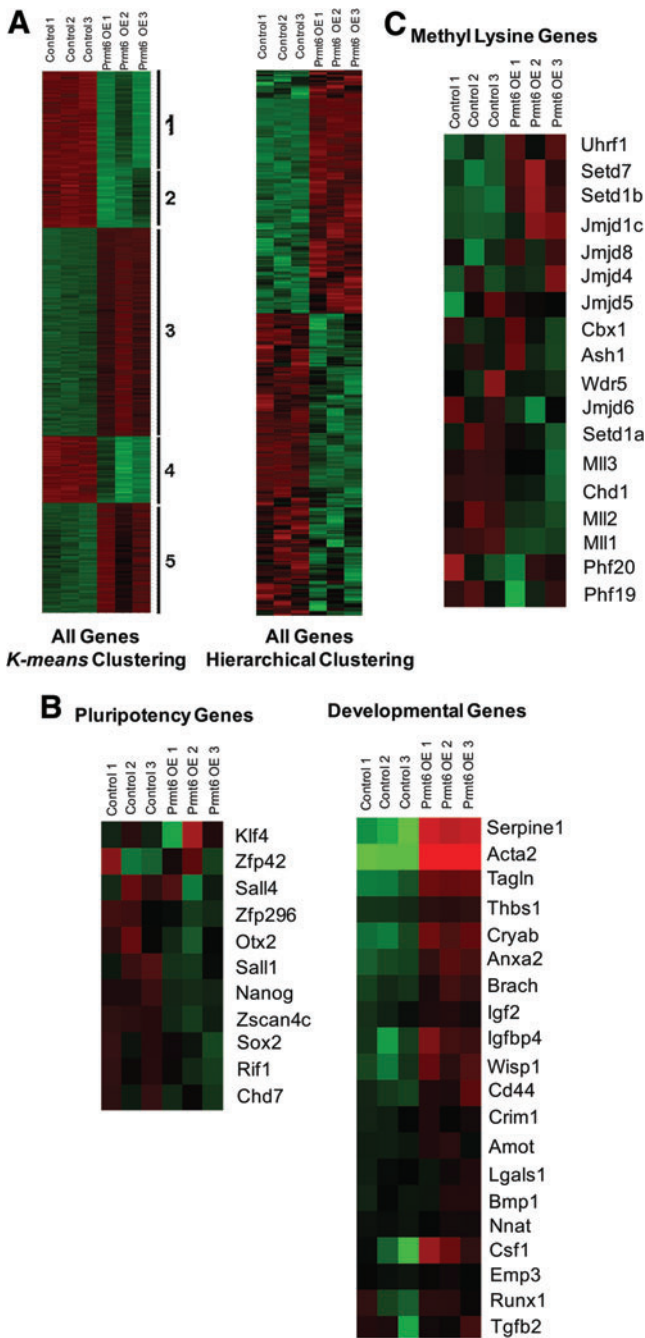 A
Control 1
Control 2
Control 3
Prmt6 OE 1
Prmt6 OE 2
Prmt6 OE 3
1
2
3
4
5
All Genes
K-means Clustering
Control 1
Control 2
Control 3
Prmt6 OE 1
Prmt6 OE 2
Prmt6 OE 3
All Genes
Hierarchical Clustering
C
Methyl Lysine Genes
Control 1
Control 2
Control 3
Prmt6 OE 1
Prmt6 OE 2
Prmt6 OE 3
Uhrf1
Setd7
Setd1b
Jmjd1c
Jmjd8
Jmjd4
Jmjd5
Cbx1
Ash1
Wdr5
Jmjd6
Setd1a
Mll3
Chd1
Mll2
Mll1
Phf20
Phf19
B
Pluripotency Genes
Control 1
Control 2
Control 3
Prmt6 OE 1
Prmt6 OE 2
Prmt6 OE 3
Klf4
Zfp42
Sall4
Zfp296
Otx2
Sall1
Nanog
Zscan4c
Sox2
Rif1
Chd7
Developmental Genes
Control 1
Control 2
Control 3
Prmt6 OE 1
Prmt6 OE 2
Prmt6 OE 3
Serpine1
Acta2
Tagln
Thbs1
Cryab
Anxa2
Brach
Igf2
Igfbp4
Wisp1
Cd44
Crim1
Amot
Lgals1
Bmp1
Nnat
Csf1
Emp3
Runx1
Tgfb2